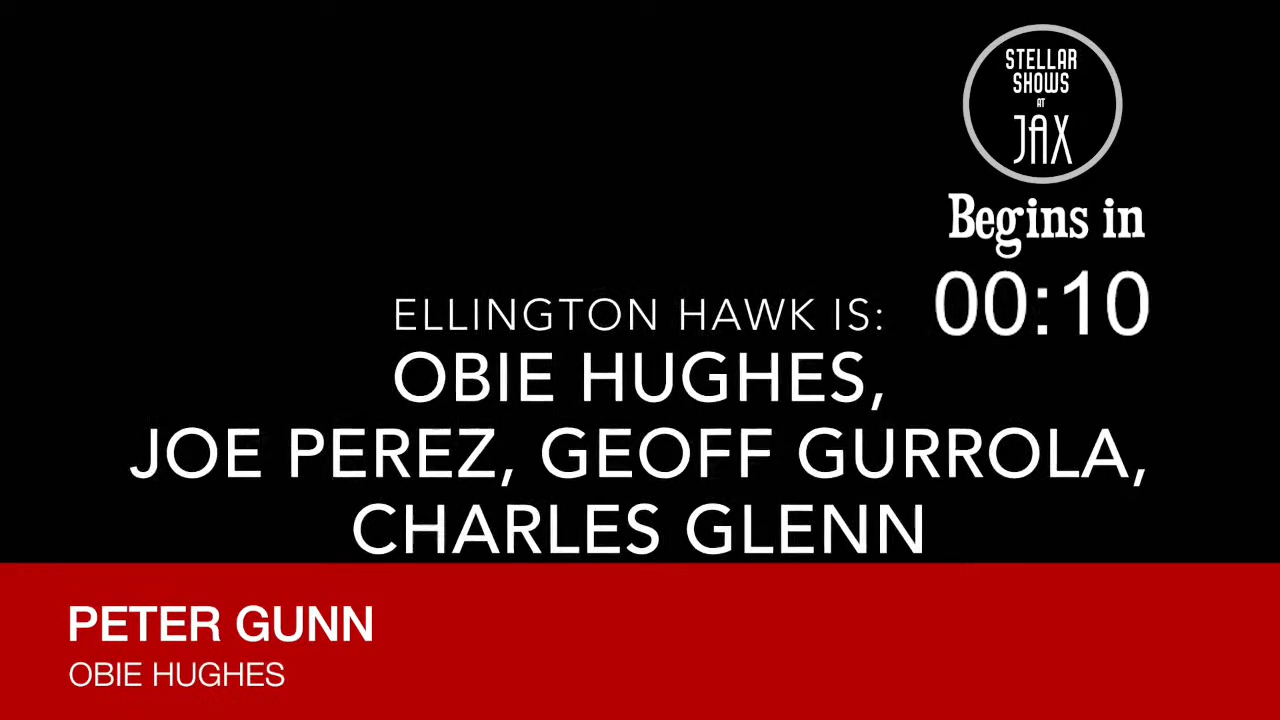 STELLAR
SHOWS
AT
JAX
Begins in
00:10
ELLINGTON HAWK IS:
OBIE HUGHES,
JOE PEREZ, GEOFF GURROLA,
CHARLES GLENN
PETER GUNN
OBIE HUGHES